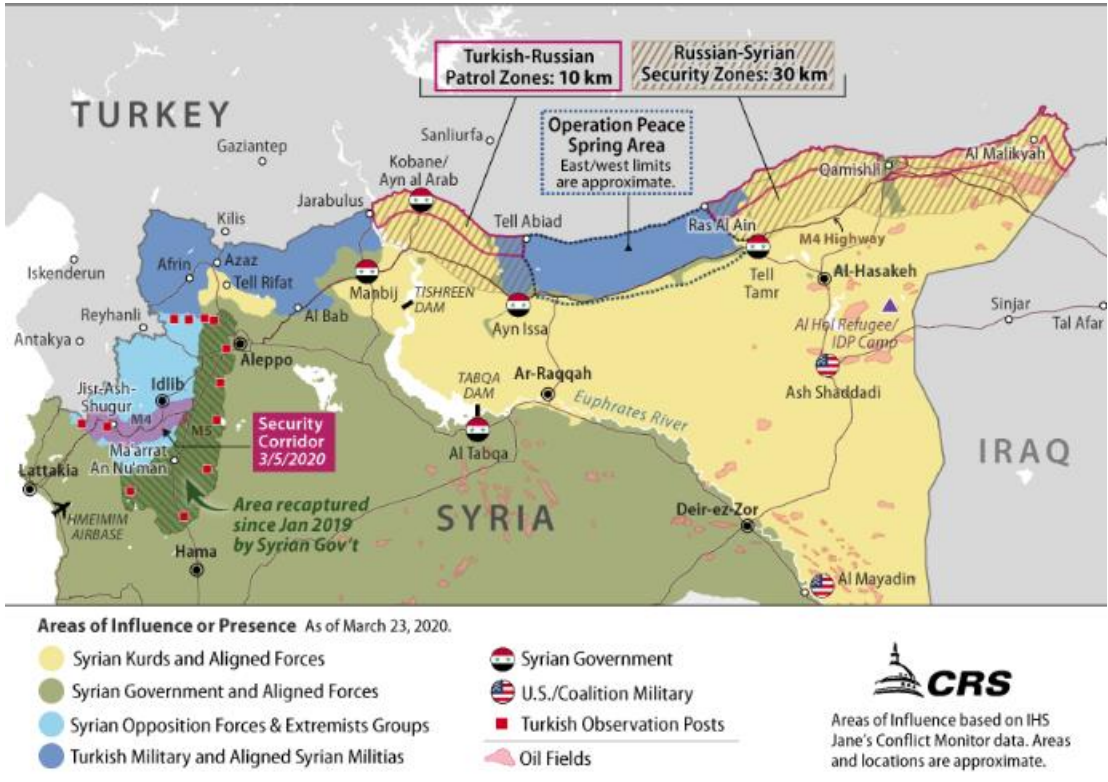 Turkish-Russian
Patrol Zones: 10 km
Russian-Syrian
Security Zones: 30 km
TURKEY
Gaziantep
Sanliurfa
Kobane/
Ayn al Arab
Operation Peace
Spring Area
East/west limits
are approximate.
Qamishli
Al Malikyah
Kilis
Jarabulus
Tell Abiad
Ras Al Ain
M4 Highway
Iskenderun
Afrin
Azaz
Tell Rifat
Manbij
TISHREEN
DAM
Tell
Tamr
Al-Hasakeh
Reyhanli
Al Bab
Ayn Issa
Sinjar
Tal Afar
Antakya
Aleppo
Al Hol Refugee/
IDP Camp
Jisr-Ash-
Shugur
Idlib
TABQA
DAM
Ar-Raqqah
Ash Shaddadi
Euphrates River
M4
M5
Security
Corridor
3/5/2020
Ma'arrat
An Nu'man
Al Tabqa
IRAQ
Lattakia
HMEIMIM
AIRBASE
Area recaptured
since Jan 2019
by Syrian Gov't
SYRIA
Deir-ez-Zor
Hama
Al Mayadin
Areas of Influence or Presence As of March 23, 2020.
Syrian Kurds and Aligned Forces
Syrian Government and Aligned Forces
Syrian Opposition Forces & Extremists Groups
Turkish Military and Aligned Syrian Militias
Syrian Government
U.S./Coalition Military
Turkish Observation Posts
Oil Fields
CRS
Areas of Influence based on IHS
Jane's Conflict Monitor data. Areas
and locations are approximate.